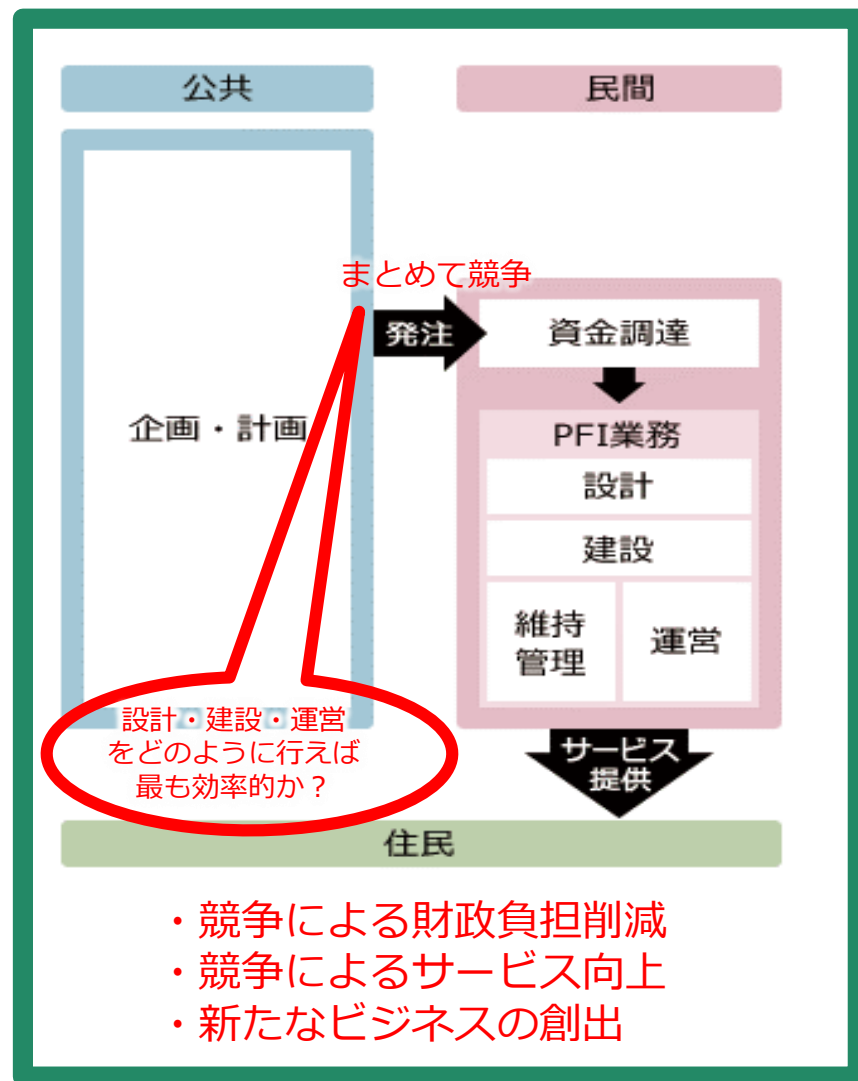 公共
民間
まとめて競争
発注
資金調達
企画・計画
PFI業務
設計
建設
維持
管理
運営
設計・建設・運営
をどのように行えば
最も効率的か？
サービス
提供
住民
・競争による財政負担削減
・競争によるサービス向上
・新たなビジネスの創出